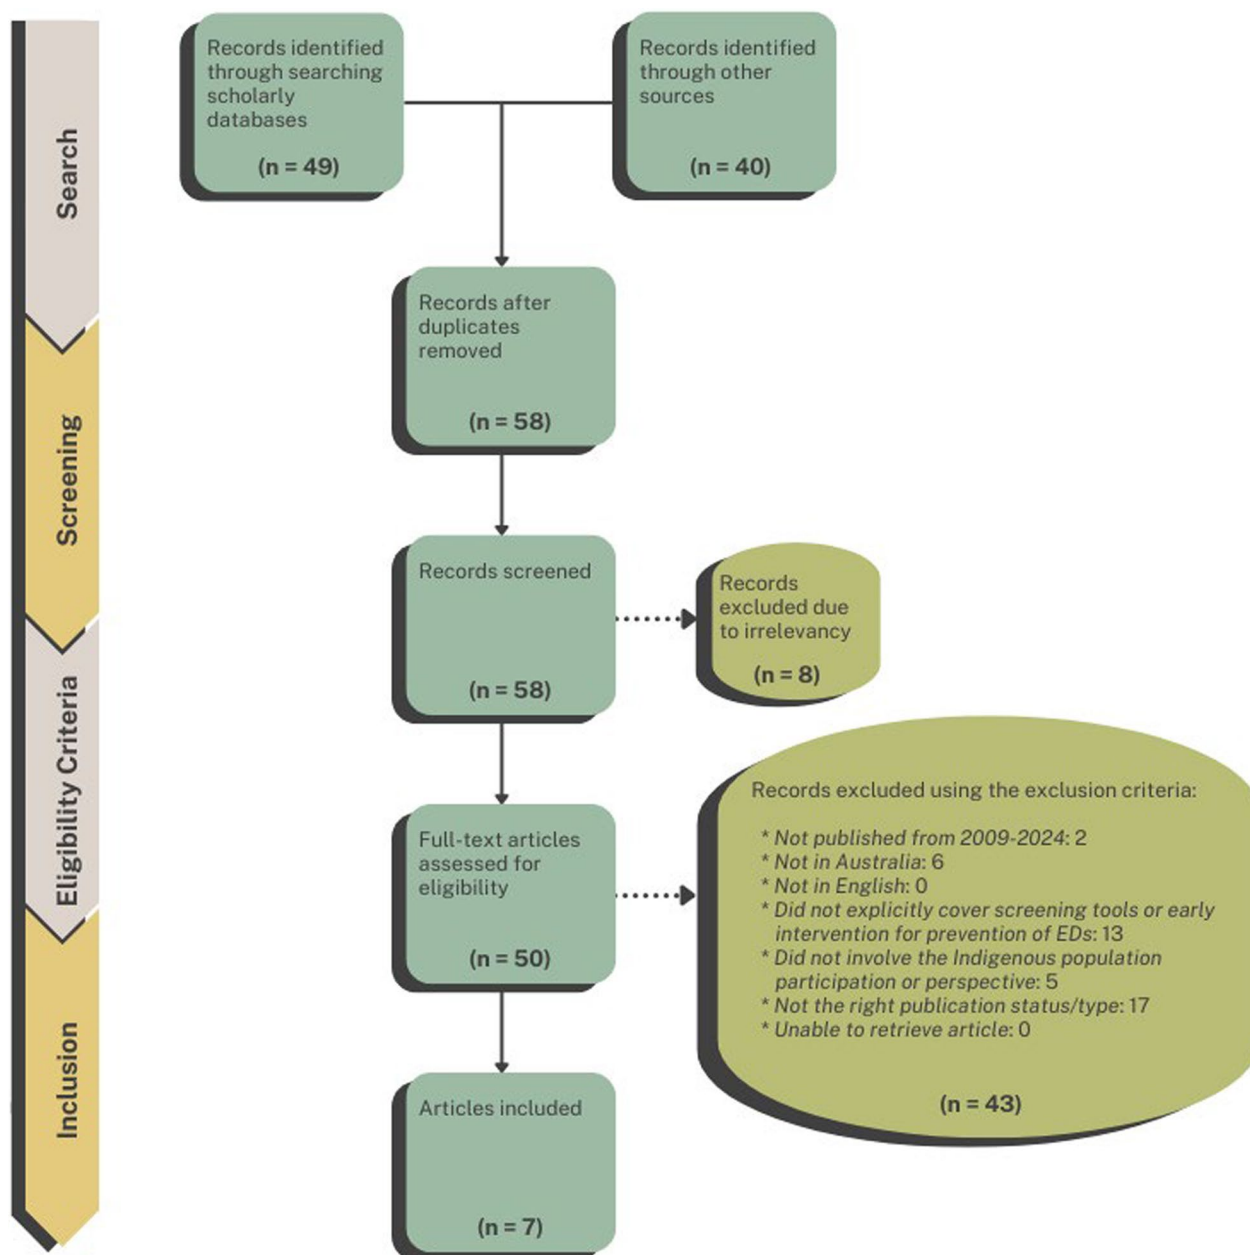 Search
Records identified
through searching
scholarly
databases
(n = 49)
Records identified
through other
sources
(n = 40)
Records after
duplicates
removed
(n = 58)
Screening
Records screened
(n = 58)
Records
excluded due
to irrelevancy
(n = 8)
Eligibility Criteria
Full-text articles
assessed for
eligibility
(n = 50)
Records excluded using the exclusion criteria:
* Not published from 2009-2024: 2
* Not in Australia: 6
* Not in English: 0
* Did not explicitly cover screening tools or early
intervention for prevention of EDs: 13
* Did not involve the Indigenous population
participation or perspective: 5
* Not the right publication status/type: 17
* Unable to retrieve article: 0
(n = 43)
Inclusion
Articles included
(n = 7)